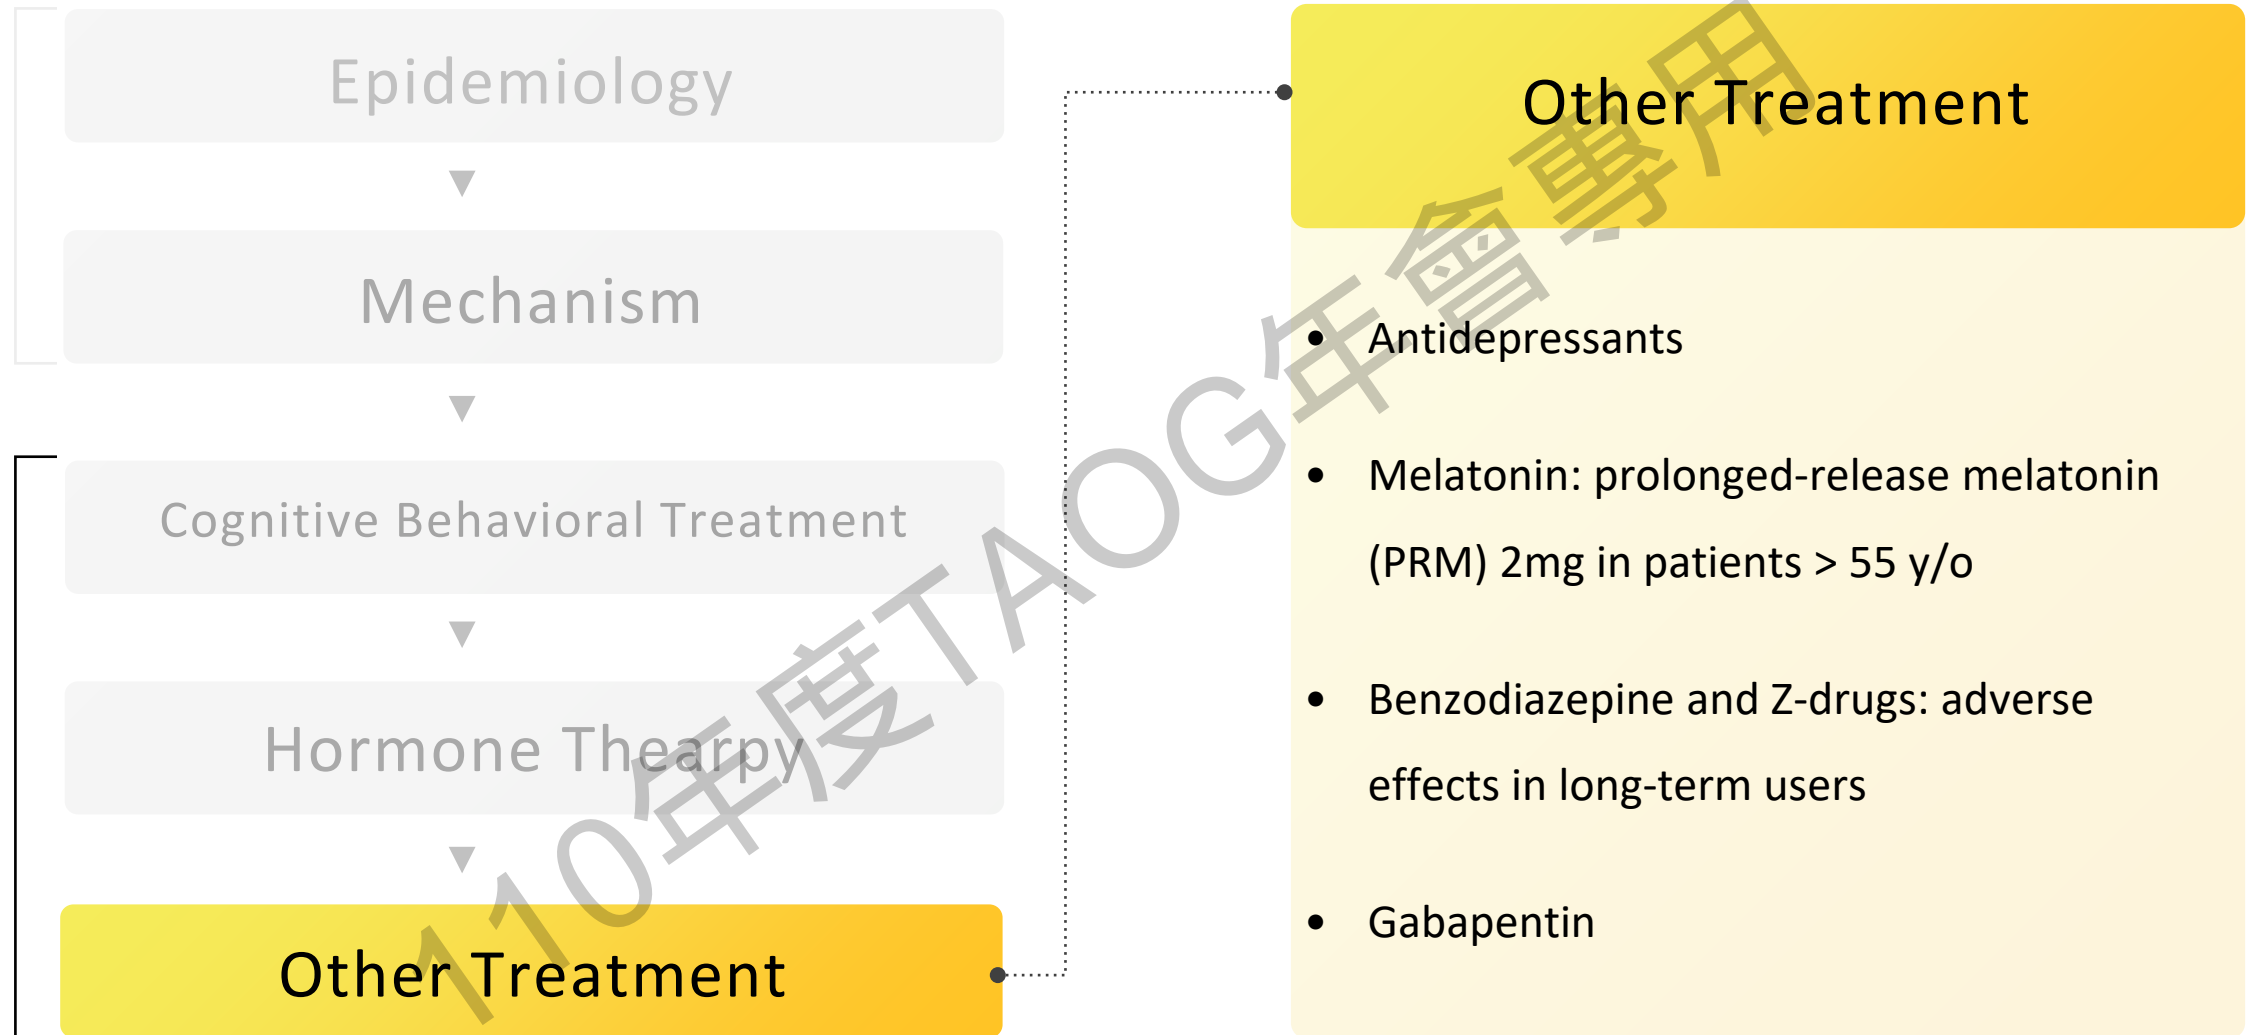 Epidemiology
Mechanism
Cognitive Behavioral Treatment
Hormone Thearpy
Other Treatment
Other Treatment
• Antidepressants
• Melatonin: prolonged-release melatonin
(PRM) 2mg in patients > 55 y/o
• Benzodiazepine and Z-drugs: adverse
effects in long-term users
• Gabapentin
110年度TAOG年會專用